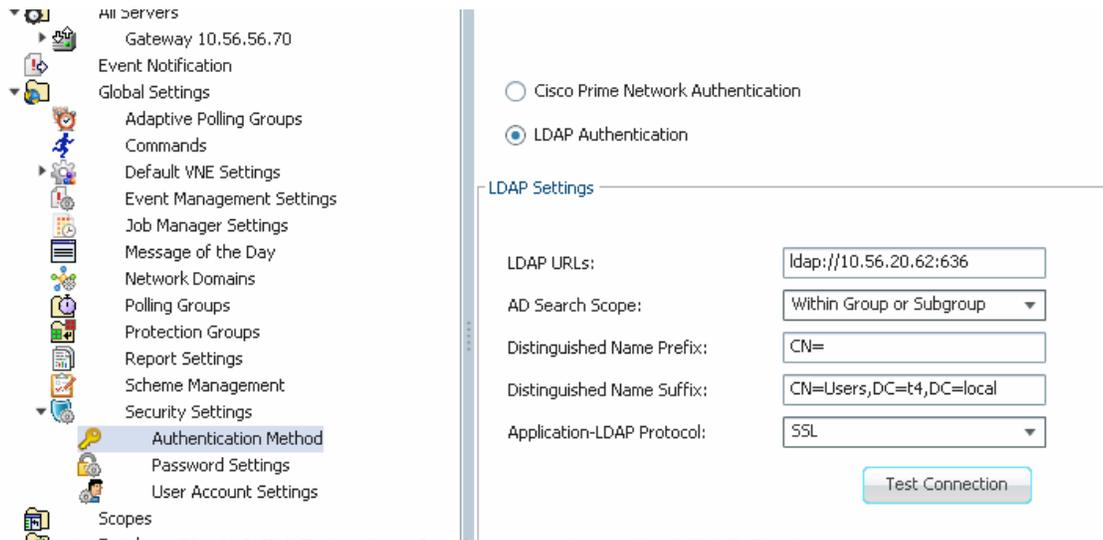 All Servers
Gateway 10.56.56.70
Event Notification
Global Settings
Adaptive Polling Groups
Commands
Default VNE Settings
Event Management Settings
Job Manager Settings
Message of the Day
Network Domains
Polling Groups
Protection Groups
Report Settings
Scheme Management
Security Settings
Authentication Method
Password Settings
User Account Settings
Scopes
Cisco Prime Network Authentication
LDAP Authentication
LDAP Settings
LDAP URLs: ldap://10.56.20.62:636
AD Search Scope: Within Group or Subgroup
Distinguished Name Prefix: CN=
Distinguished Name Suffix: CN=Users,DC=t4,DC=local
Application-LDAP Protocol: SSL
Test Connection